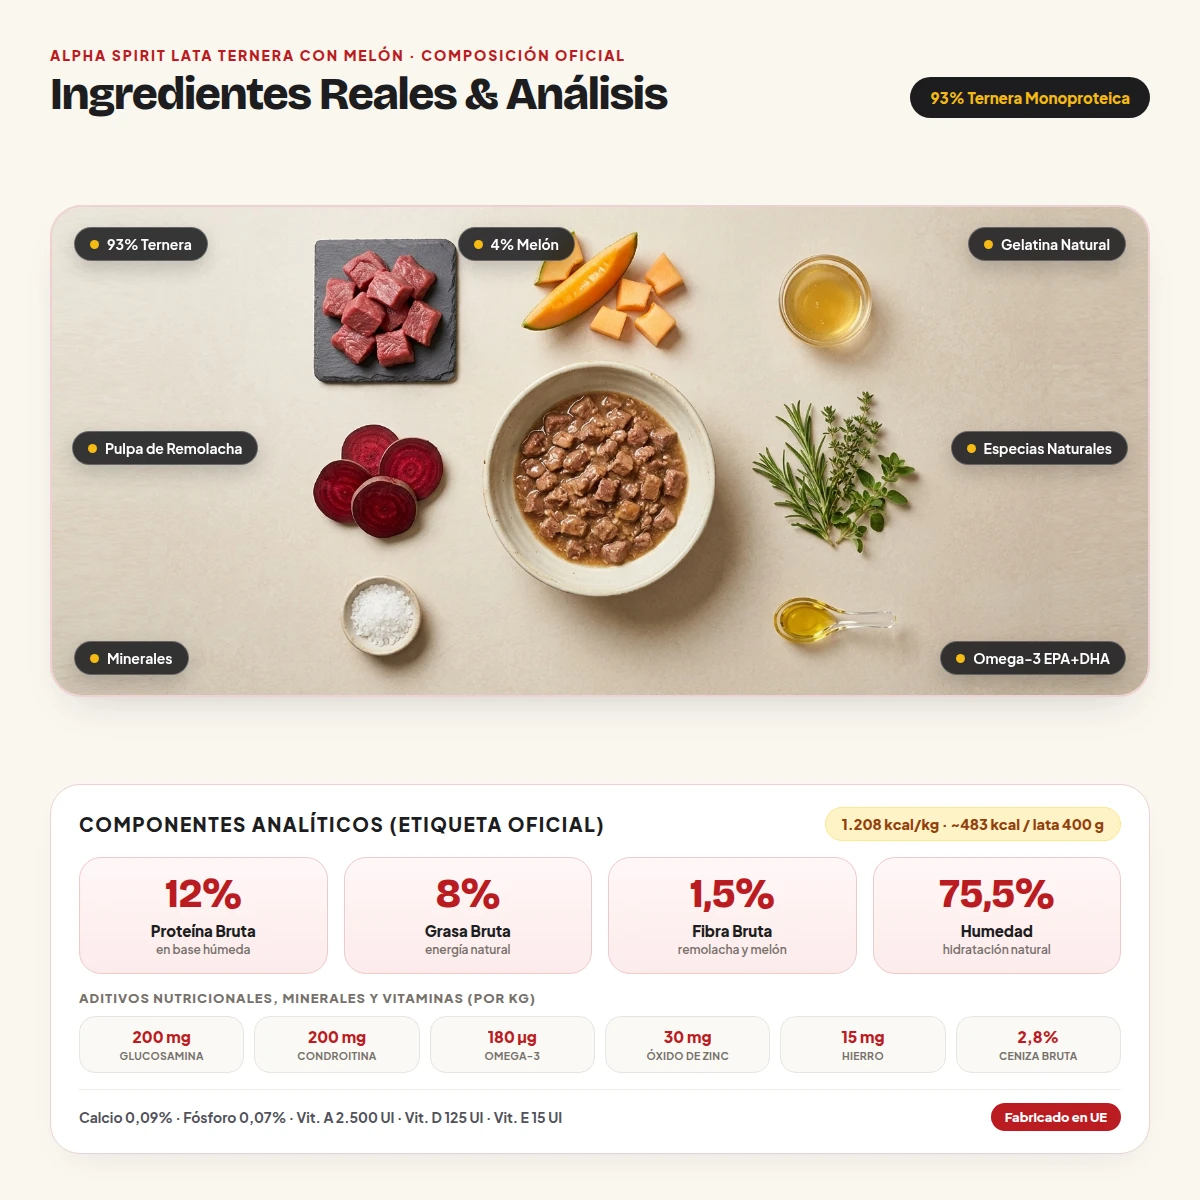 ALPHA SPIRIT LATA TERNERA CON MELÓN · COMPOSICIÓN OFICIAL
Ingredientes Reales & Análisis
93% Ternera Monoproteica
93% Ternera
4% Melón
Gelatina Natural
Pulpa de Remolacha
Especias Naturales
Minerales
Omega-3 EPA+DHA
COMPONENTES ANALÍTICOS (ETIQUETA OFICIAL)
1.208 kcal/kg · ~483 kcal / lata 400 g
12%
Proteína Bruta
en base húmeda
8%
Grasa Bruta
energía natural
1,5%
Fibra Bruta
remolacha y melón
75,5%
Humedad
hidratación natural
ADITIVOS NUTRICIONALES, MINERALES Y VITAMINAS (POR KG)
200 mg
GLUCOSAMINA
200 mg
CONDROITINA
180 µg
OMEGA-3
30 mg
ÓXIDO DE ZINC
15 mg
HIERRO
2,8%
CENIZA BRUTA
Calcio 0,09% · Fósforo 0,07% · Vit. A 2.500 UI · Vit. D 125 UI · Vit. E 15 UI
Fabricado en UE